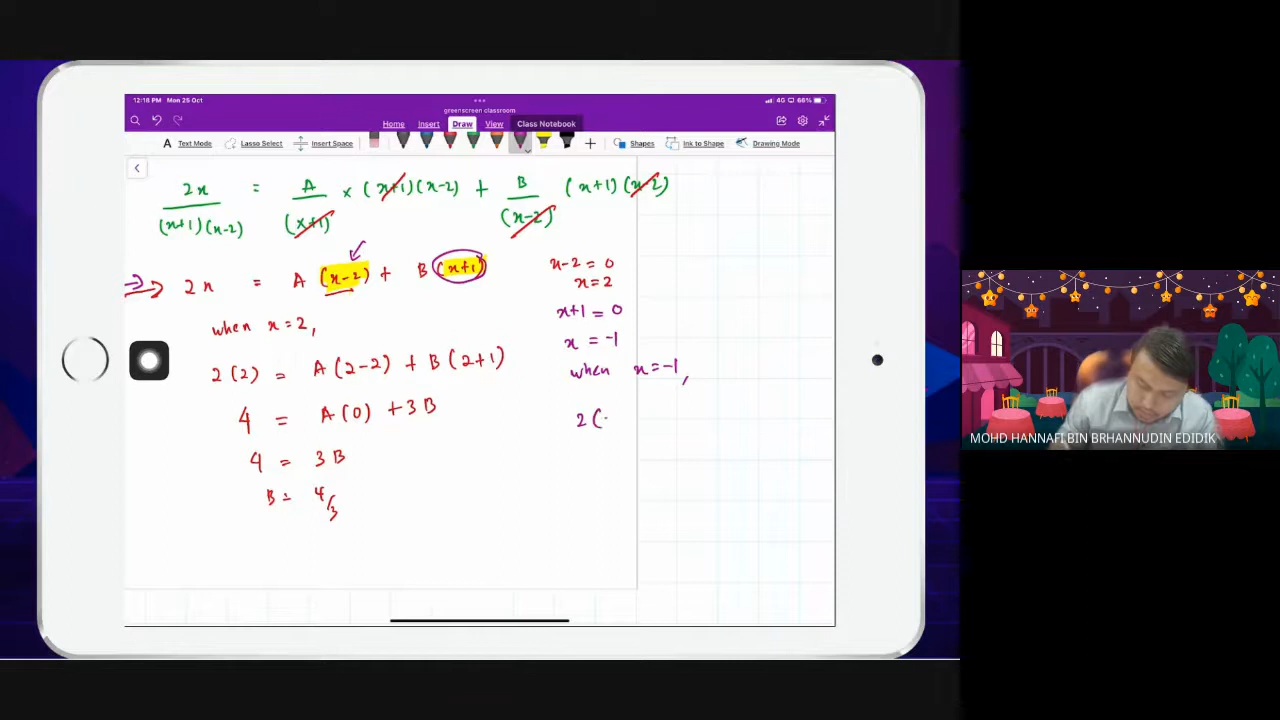 12:18 PM Mon 25 Oct
4G 68%
greenscreen classroom
Home Insert Draw View Class Notebook
A Text Mode Lasso Select Insert Space Shapes Ink to Shape Drawing Mode
2x / (x+1)(x-2) = A / (x+1) × (x+1)(x-2) + B / (x-2) (x+1)(x-2)
2x = A (x-2) + B (x+1)
when x=2,
2(2) = A(2-2) + B(2+1)
4 = A(0) + 3B
4 = 3B
B = 4/3
x-2 = 0
x=2
x+1 = 0
x = -1
when x=-1,
2(-
MOHD HANNAFI BIN BRHANNUDIN EDIDIK